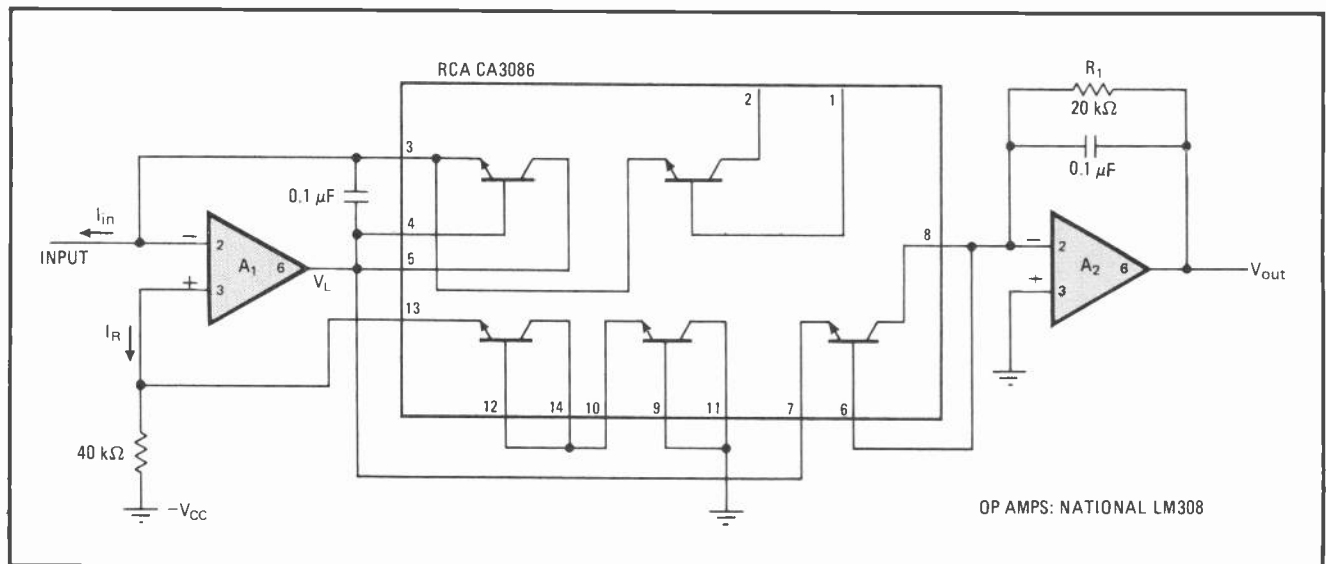 RCA CA3086
R1
20 kΩ
0.1 µF
2
1
3
0.1 µF
4
5
8
Iin
INPUT
−
2
A1
6
+
3
VL
IR
13
−
2
A2
6
+
3
Vout
12
14
10
9
11
7
6
40 kΩ
−VCC
OP AMPS: NATIONAL LM308